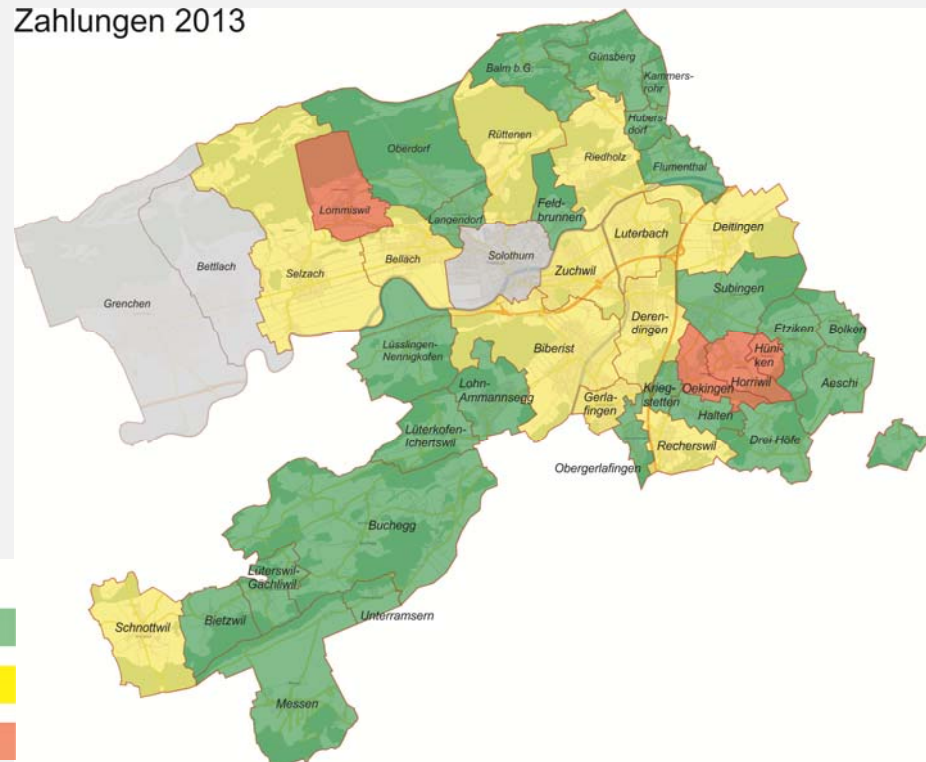 Zahlungen 2013
Günsberg
Balm b.G.
Kammers-
rohr
Hubers-
dorf
Rüttenen
Oberdorf
Riedholz
Flumenthal
Lommiswil
Feld-
brunnen
Langendorf
Luterbach
Deitingen
Solothurn
Bellach
Bettlach
Selzach
Zuchwil
Grenchen
Subingen
Deren-
dingen
Etziken
Bolken
Lüsslingen-
Nennigkofen
Biberist
Hüni-
ken
Lohn-
Ammannsegg
Krieg-
stetten
Oekingen
Horriwil
Aeschi
Gerla-
fingen
Halten
Lüterkofen-
Ichertswil
Recherswil
Drei Höfe
Obergerlafingen
Buchegg
Lüterswil-
Gächliwil
Schnottwil
Bietzwil
Unterramsern
Messen